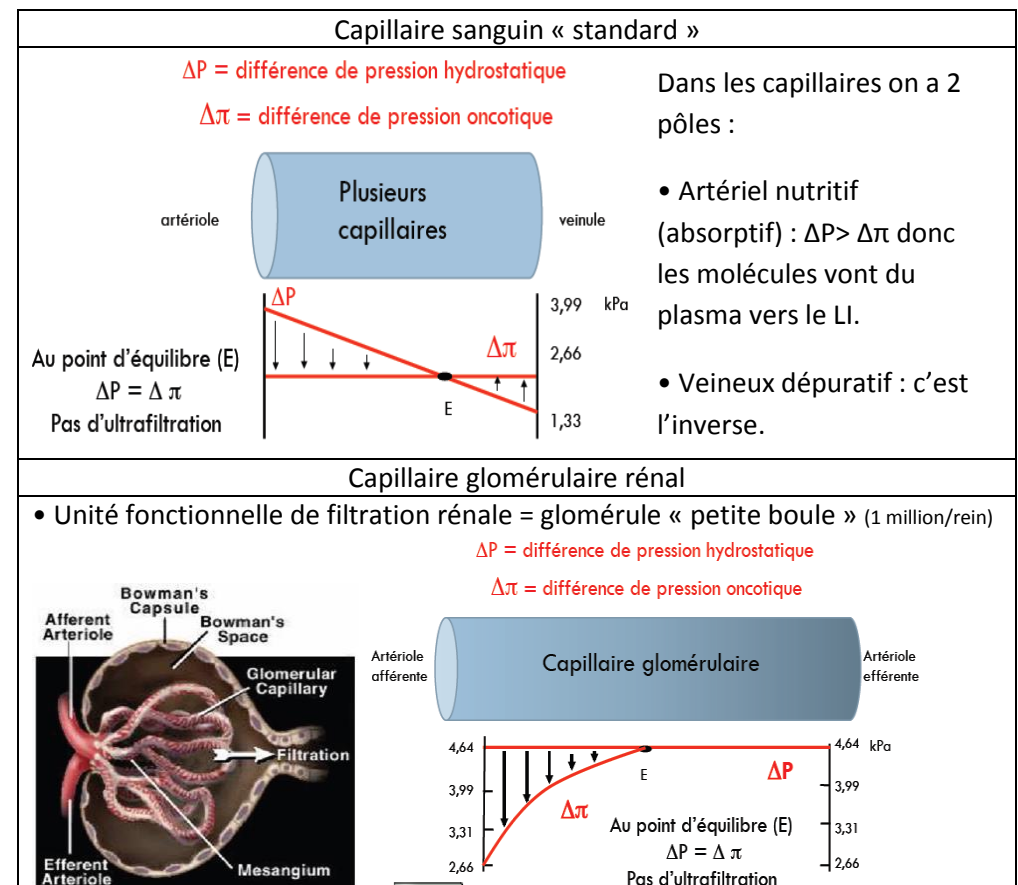 Capillaire sanguin « standard »
ΔP = différence de pression hydrostatique
Δπ = différence de pression oncotique
artériole
Plusieurs
capillaires
veinule
ΔP
3,99 kPa
Δπ
2,66
E
1,33
Au point d'équilibre (E)
ΔP = Δ π
Pas d'ultrafiltration
Dans les capillaires on a 2
pôles :
• Artériel nutritif
(absorptif) : ΔP> Δπ donc
les molécules vont du
plasma vers le LI.
• Veineux dépuratif : c'est
l'inverse.
Capillaire glomérulaire rénal
• Unité fonctionnelle de filtration rénale = glomérule « petite boule » (1 million/rein)
Bowman's
Capsule
Afferent
Arteriole
Bowman's
Space
Glomerular
Capillary
Filtration
Efferent
Arteriole
Mesangium
ΔP = différence de pression hydrostatique
Δπ = différence de pression oncotique
Artériole
afférente
Capillaire glomérulaire
Artériole
efférente
4,64
3,99
3,31
2,66
E
Δπ
ΔP
4,64 kPa
3,99
3,31
2,66
Au point d'équilibre (E)
ΔP = Δ π
Pas d'ultrafiltration